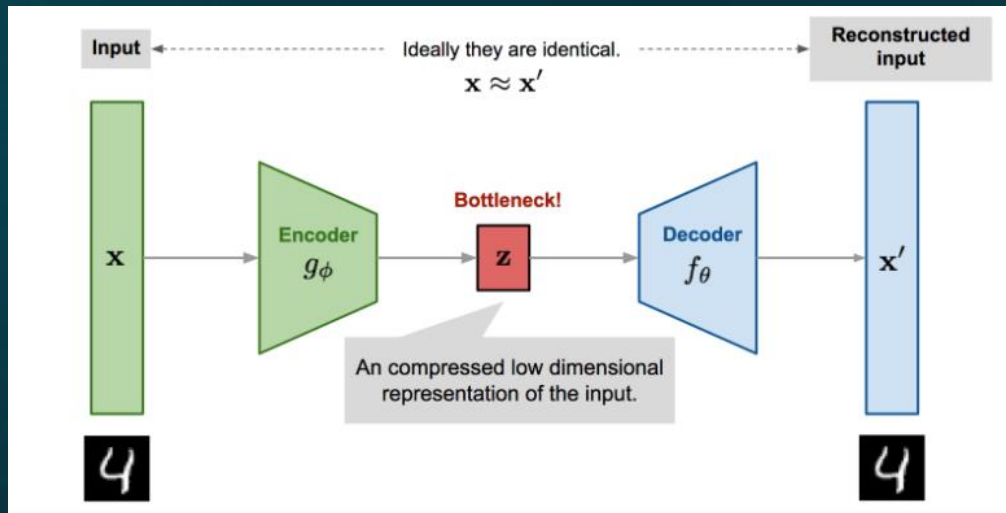 Input
Ideally they are identical.
x ≈ x′
Reconstructed
input
x
Encoder
gϕ
Bottleneck!
z
Decoder
fθ
x′
An compressed low dimensional
representation of the input.
4
4